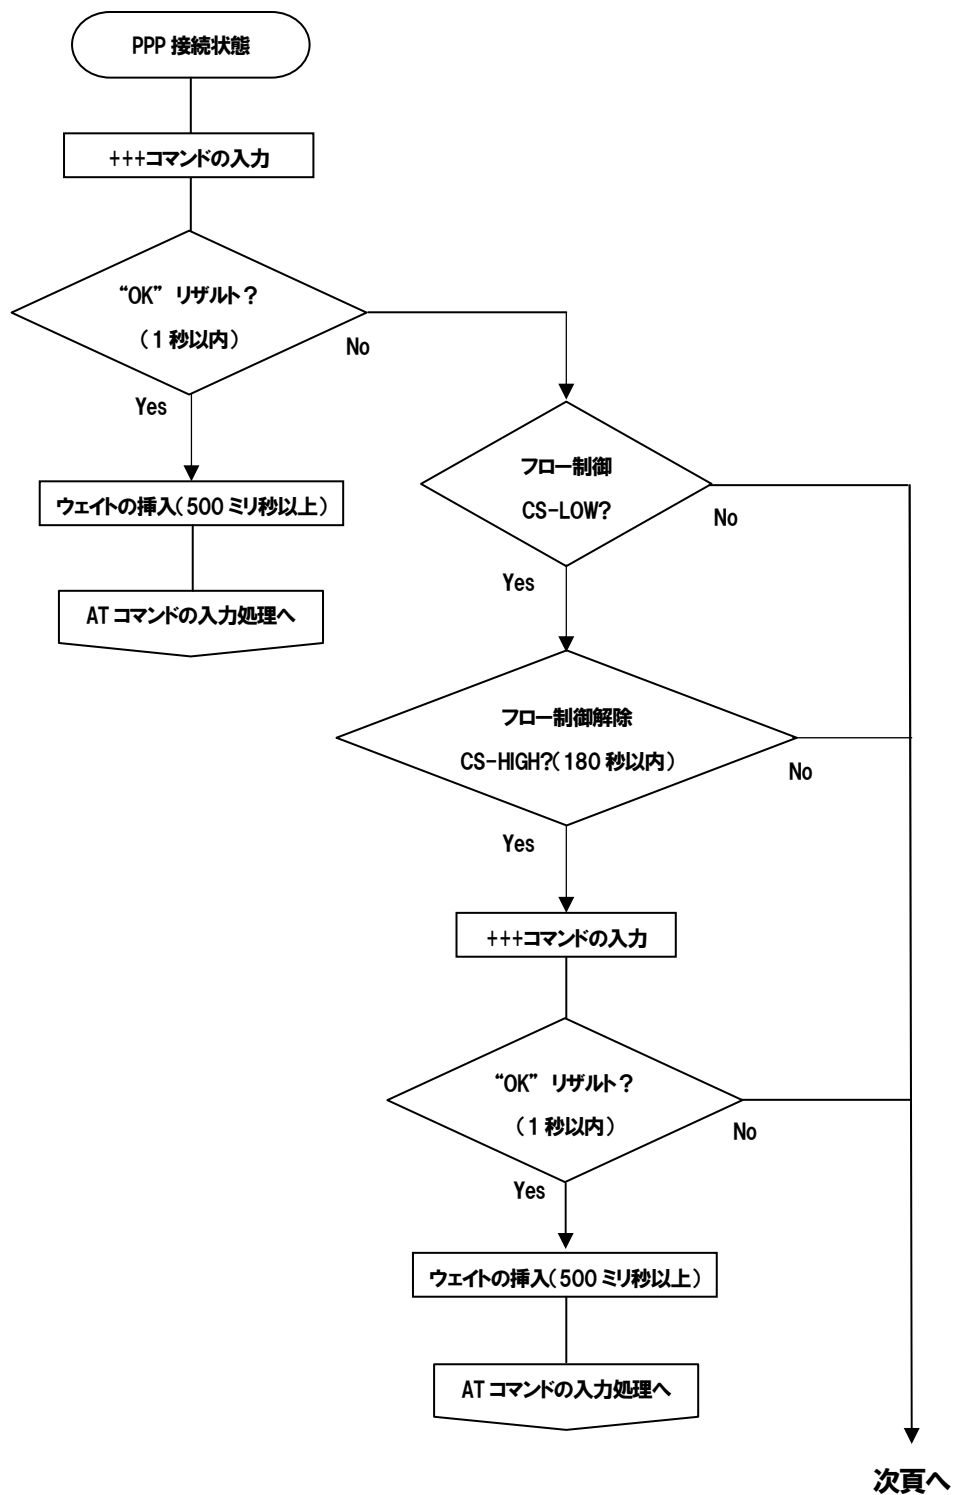 PPP 接続状態
+++コマンドの入力
“OK” リザルト？
（1 秒以内）
No
Yes
ウェイトの挿入（500 ミリ秒以上）
AT コマンドの入力処理へ
フロー制御
CS-LOW?
No
Yes
フロー制御解除
CS-HIGH?（180 秒以内）
No
Yes
+++コマンドの入力
“OK” リザルト？
（1 秒以内）
No
Yes
ウェイトの挿入（500 ミリ秒以上）
AT コマンドの入力処理へ
次頁へ